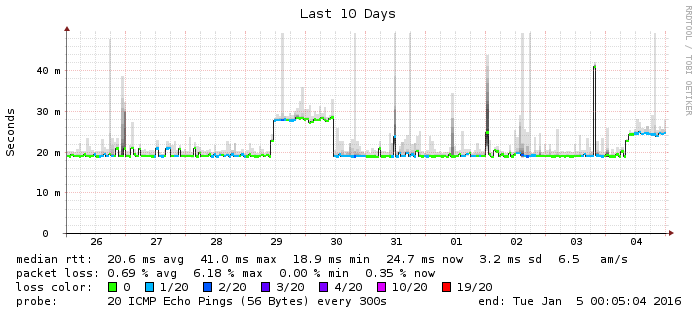 Last 10 Days
RRDTOOL / TOBI OETIKER
Seconds
40 m
30 m
20 m
10 m
0
26 27 28 29 30 31 01 02 03 04
median rtt: 20.6 ms avg 41.0 ms max 18.9 ms min 24.7 ms now 3.2 ms sd 6.5 am/s
packet loss: 0.69 % avg 6.18 % max 0.00 % min 0.35 % now
loss color: 0 1/20 2/20 3/20 4/20 10/20 19/20
probe: 20 ICMP Echo Pings (56 Bytes) every 300s end: Tue Jan 5 00:05:04 2016